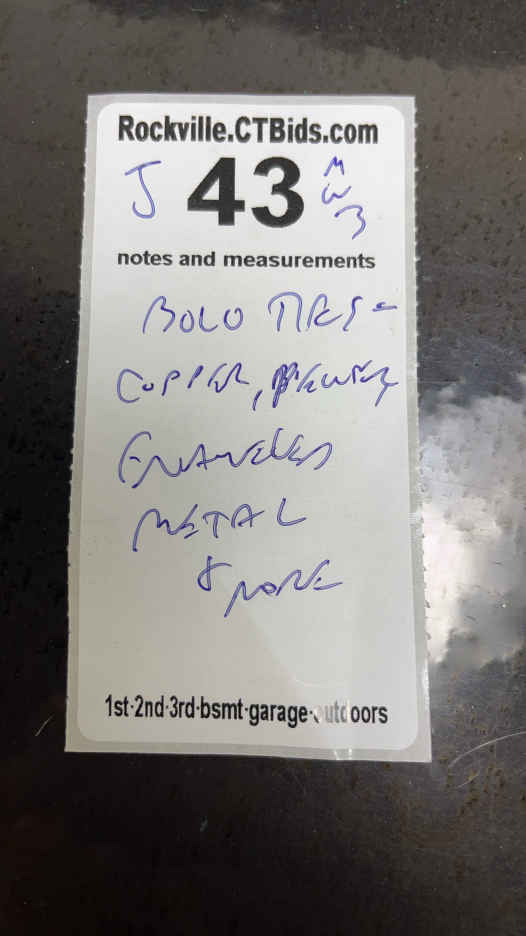 Rockville.CTBids.com
J 43 MW3
notes and measurements
BOLO TIES -
COPPER, PEWTER,
ENAMELED
METAL
& MORE
1st·2nd·3rd·bsmt·garage·outdoors